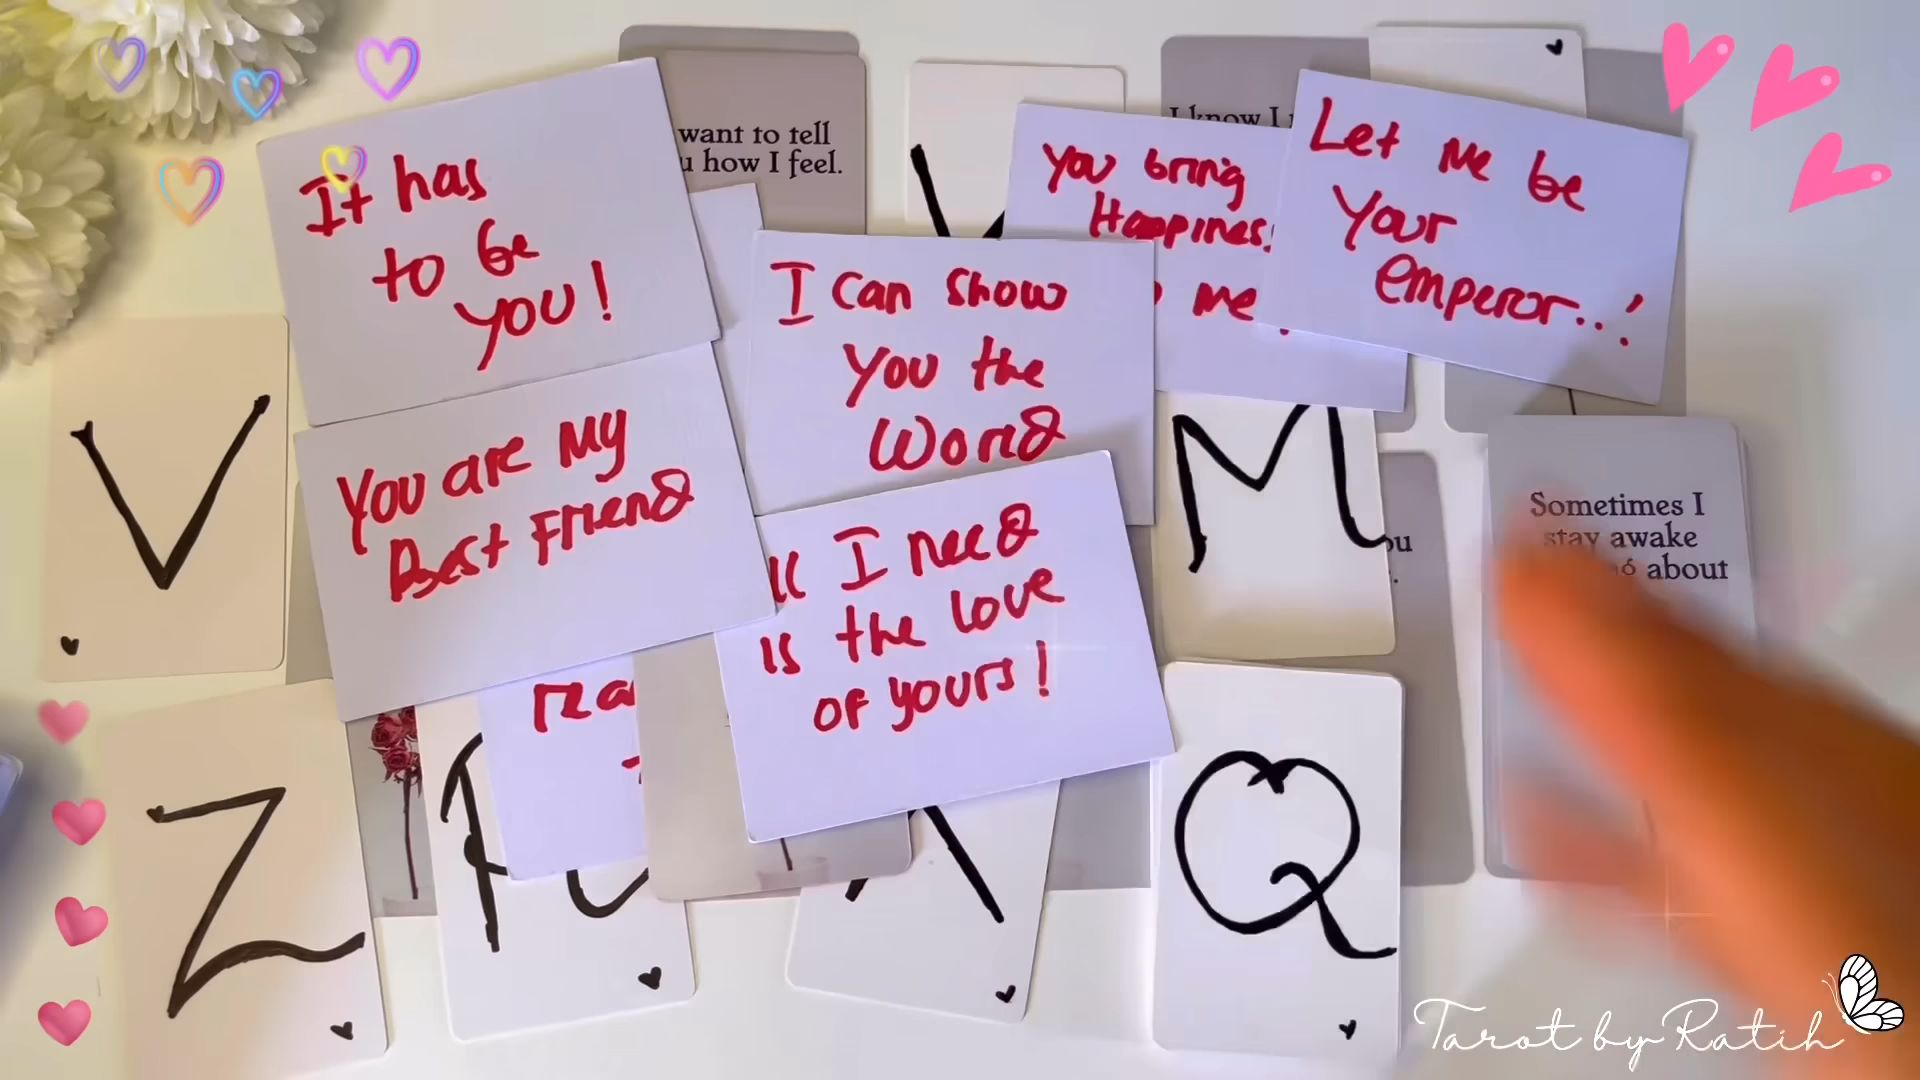 It has
to be
you!
want to tell
how I feel.
You bring
Happines
me
Let me be
Your
emperor..!
I can show
You the
World
You are My
Best Friend
I need
is the love
of yours!
V
M
Sometimes I
stay awake
about
Z
R
Q
Tarot by Ratih